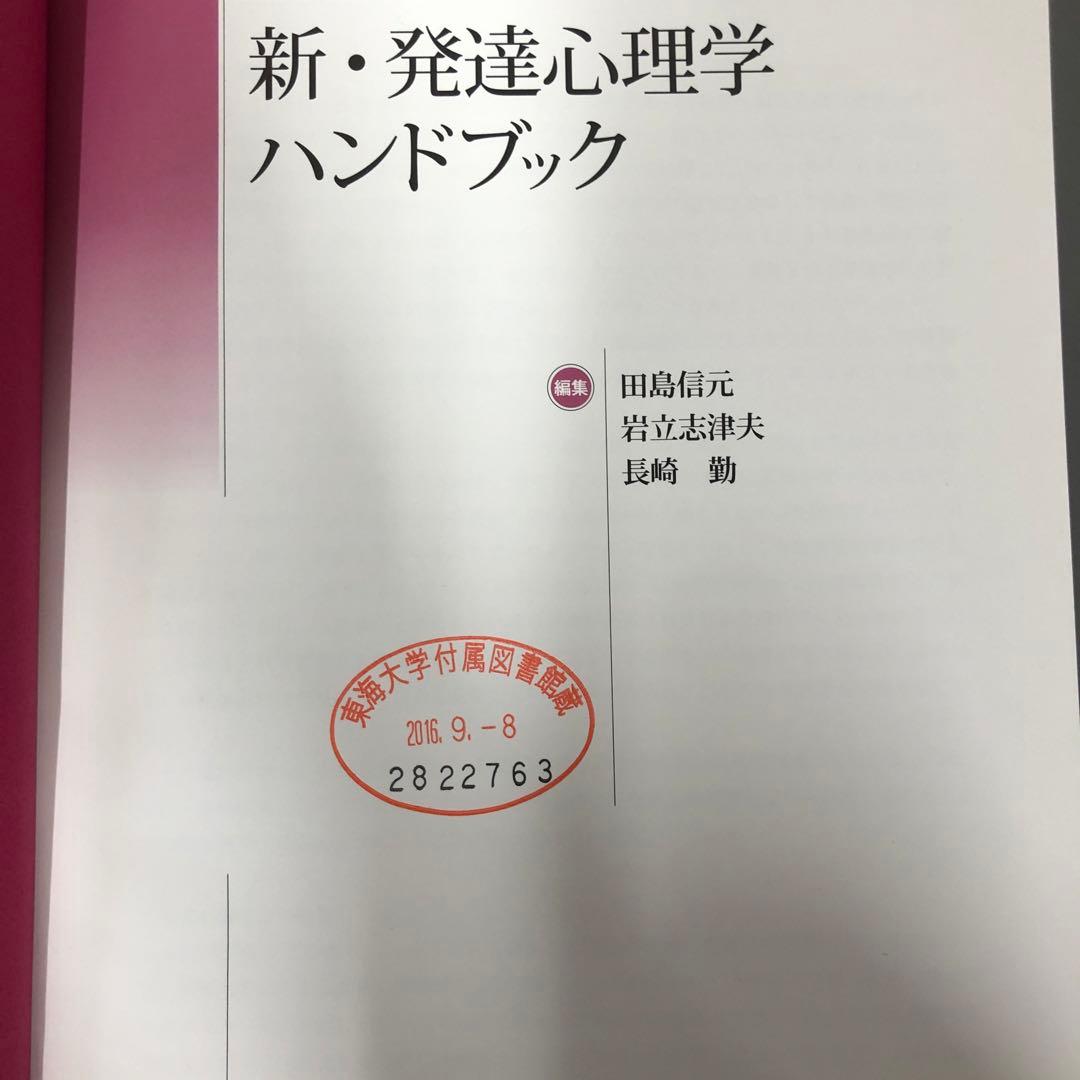 新・発達心理学
ハンドブック
編集
田島信元
岩立志津夫
長崎　勤
東海大学付属図書館蔵
2016.9.-8
2822763